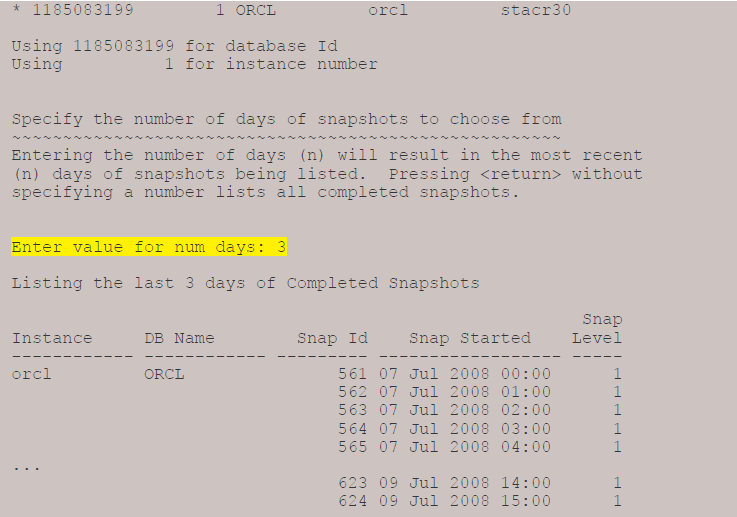 * 1185083199        1 ORCL         orcl         stacr30
Using 1185083199 for database Id
Using          1 for instance number
Specify the number of days of snapshots to choose from
~~~~~~~~~~~~~~~~~~~~~~~~~~~~~~~~~~~~~~~~~~~~~~~~~~~~~~
Entering the number of days (n) will result in the most recent
(n) days of snapshots being listed.  Pressing <return> without
specifying a number lists all completed snapshots.
Enter value for num days: 3
Listing the last 3 days of Completed Snapshots
                                                        Snap
Instance     DB Name        Snap Id    Snap Started    Level
------------ ------------ --------- ------------------ -----
orcl         ORCL               561 07 Jul 2008 00:00      1
                                562 07 Jul 2008 01:00      1
                                563 07 Jul 2008 02:00      1
                                564 07 Jul 2008 03:00      1
                                565 07 Jul 2008 04:00      1
...
                                623 09 Jul 2008 14:00      1
                                624 09 Jul 2008 15:00      1